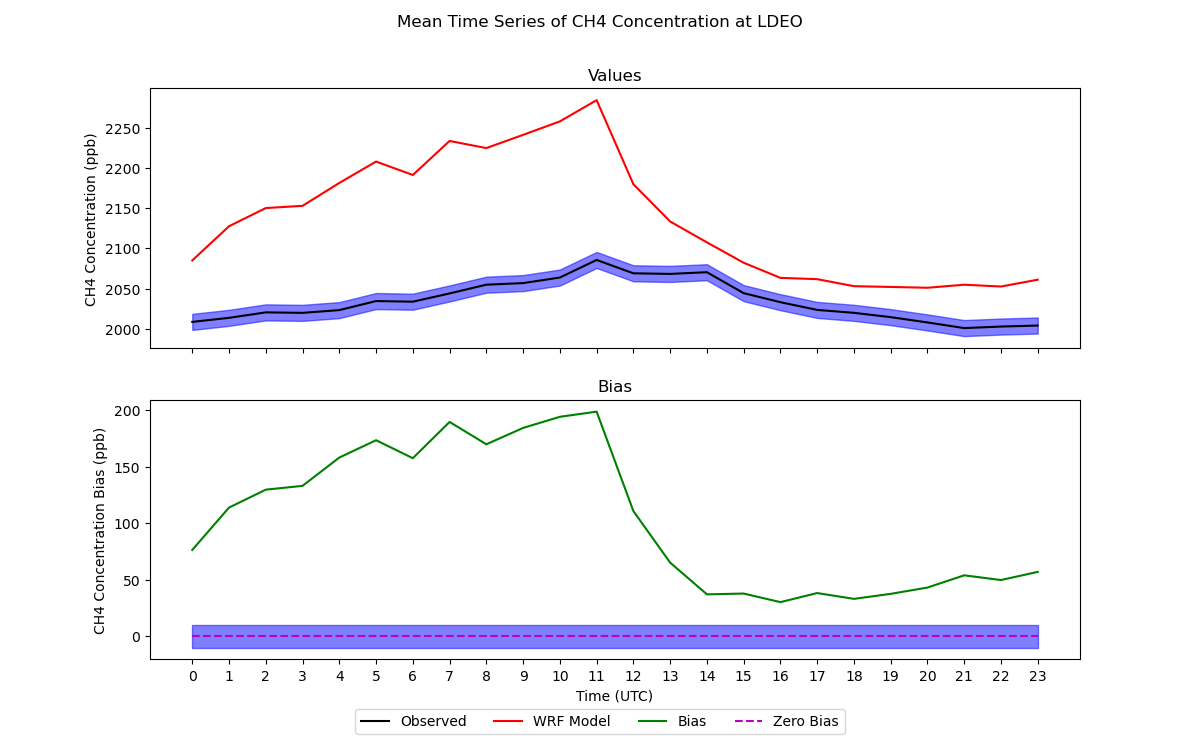 Mean Time Series of CH4 Concentration at LDEO
Values
CH4 Concentration (ppb)
2250
2200
2150
2100
2050
2000
Bias
CH4 Concentration Bias (ppb)
200
150
100
50
0
0 1 2 3 4 5 6 7 8 9 10 11 12 13 14 15 16 17 18 19 20 21 22 23
Time (UTC)
Observed WRF Model Bias Zero Bias